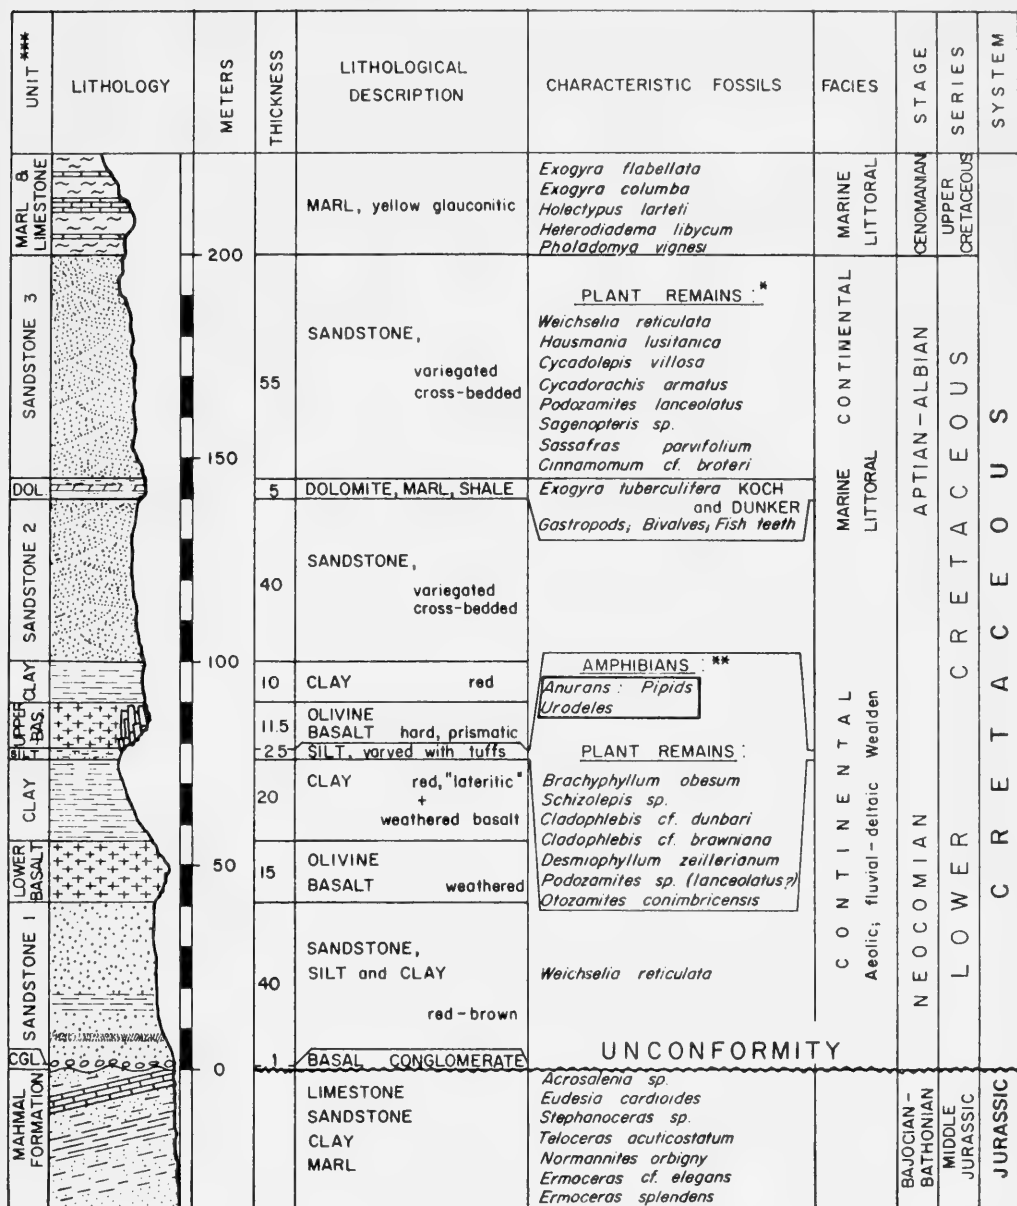 UNIT ***
LITHOLOGY
METERS
THICKNESS
LITHOLOGICAL
DESCRIPTION
CHARACTERISTIC FOSSILS
FACIES
STAGE
SERIES
SYSTEM
MARL &
LIMESTONE
MARL, yellow glauconitic
Exogyra flabellata
Exogyra columba
Holectypus larteti
Heterodiadema libycum
Pholadomya vignesi
MARINE
LITTORAL
CENOMANIAN
UPPER
CRETACEOUS
200
SANDSTONE 3
55
SANDSTONE,
variegated
cross-bedded
PLANT REMAINS : *
Weichselia reticulata
Hausmania lusitanica
Cycadolepis villosa
Cycadorachis armatus
Podozamites lanceolatus
Sagenopteris sp.
Sassafras parvifolium
Cinnamomum cf. broteri
CONTINENTAL
150
DOL.
5
DOLOMITE, MARL, SHALE
Exogyra tuberculifera KOCH
and DUNKER
Gastropods; Bivalves; Fish teeth
MARINE
LITTORAL
APTIAN-ALBIAN
SANDSTONE 2
40
SANDSTONE,
variegated
cross-bedded
100
CLAY
10
CLAY red
AMPHIBIANS : **
Anurans : Pipids
Urodeles
UPPER
BAS.
11.5
OLIVINE
BASALT hard, prismatic
SILT
2.5
SILT, varved with tuffs
PLANT REMAINS :
Brachyphyllum obesum
Schizolepis sp.
Cladophlebis cf. dunbari
Cladophlebis cf. brawniana
Desmiophyllum zeillerianum
Podozamites sp. (lanceolatus?)
Otozamites conimbricensis
CLAY
20
CLAY red, "lateritic"
+
weathered basalt
LOWER
BASALT
50
15
OLIVINE
BASALT weathered
SANDSTONE 1
40
SANDSTONE,
SILT and CLAY
red-brown
Weichselia reticulata
CONTINENTAL
Aeolic; fluvial-deltaic Wealden
NEOCOMIAN
LOWER CRETACEOUS
CRETACEOUS
CGL.
0
1
BASAL CONGLOMERATE
UNCONFORMITY
MAHMAL
FORMATION
LIMESTONE
SANDSTONE
CLAY
MARL
Acrosalenia sp.
Eudesia cardioides
Stephanoceras sp.
Teloceras acuticostatum
Normannites orbigny
Ermoceras cf. elegans
Ermoceras splendens
BAJOCIAN-
BATHONIAN
MIDDLE
JURASSIC
JURASSIC